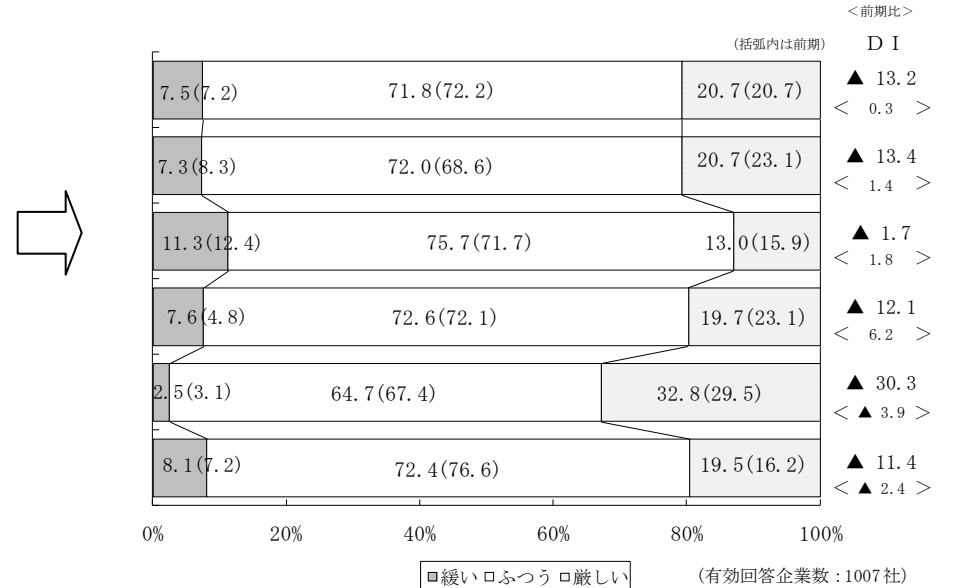 <前期比>
(括弧内は前期) ＤＩ
7.5(7.2) 71.8(72.2) 20.7(20.7) ▲ 13.2
< 0.3 >
7.3(8.3) 72.0(68.6) 20.7(23.1) ▲ 13.4
< 1.4 >
11.3(12.4) 75.7(71.7) 13.0(15.9) ▲ 1.7
< 1.8 >
7.6(4.8) 72.6(72.1) 19.7(23.1) ▲ 12.1
< 6.2 >
2.5(3.1) 64.7(67.4) 32.8(29.5) ▲ 30.3
< ▲ 3.9 >
8.1(7.2) 72.4(76.6) 19.5(16.2) ▲ 11.4
< ▲ 2.4 >
0% 20% 40% 60% 80% 100%
緩い ふつう 厳しい (有効回答企業数：1007社)